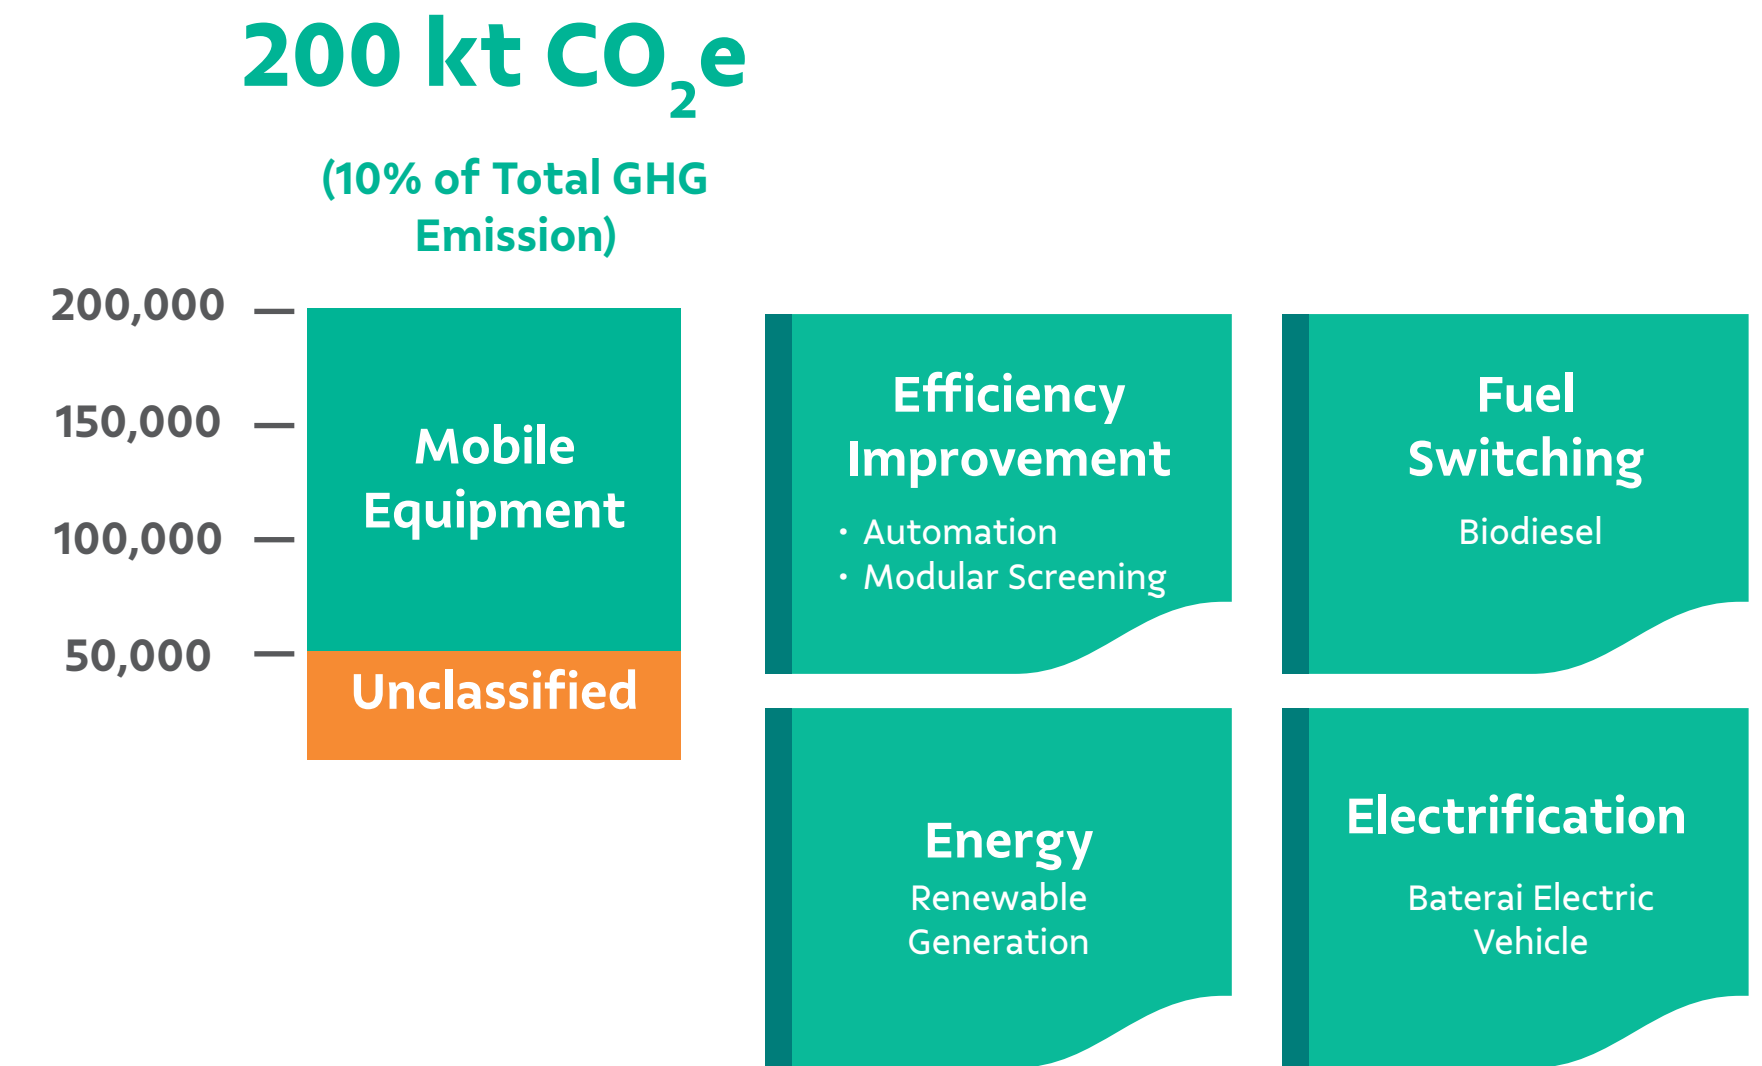 200 kt CO₂e
(10% of Total GHG
Emission)
200,000
150,000
100,000
50,000
Mobile
Equipment
Unclassified
Efficiency
Improvement
• Automation
• Modular Screening
Fuel
Switching
Biodiesel
Energy
Renewable
Generation
Electrification
Baterai Electric
Vehicle